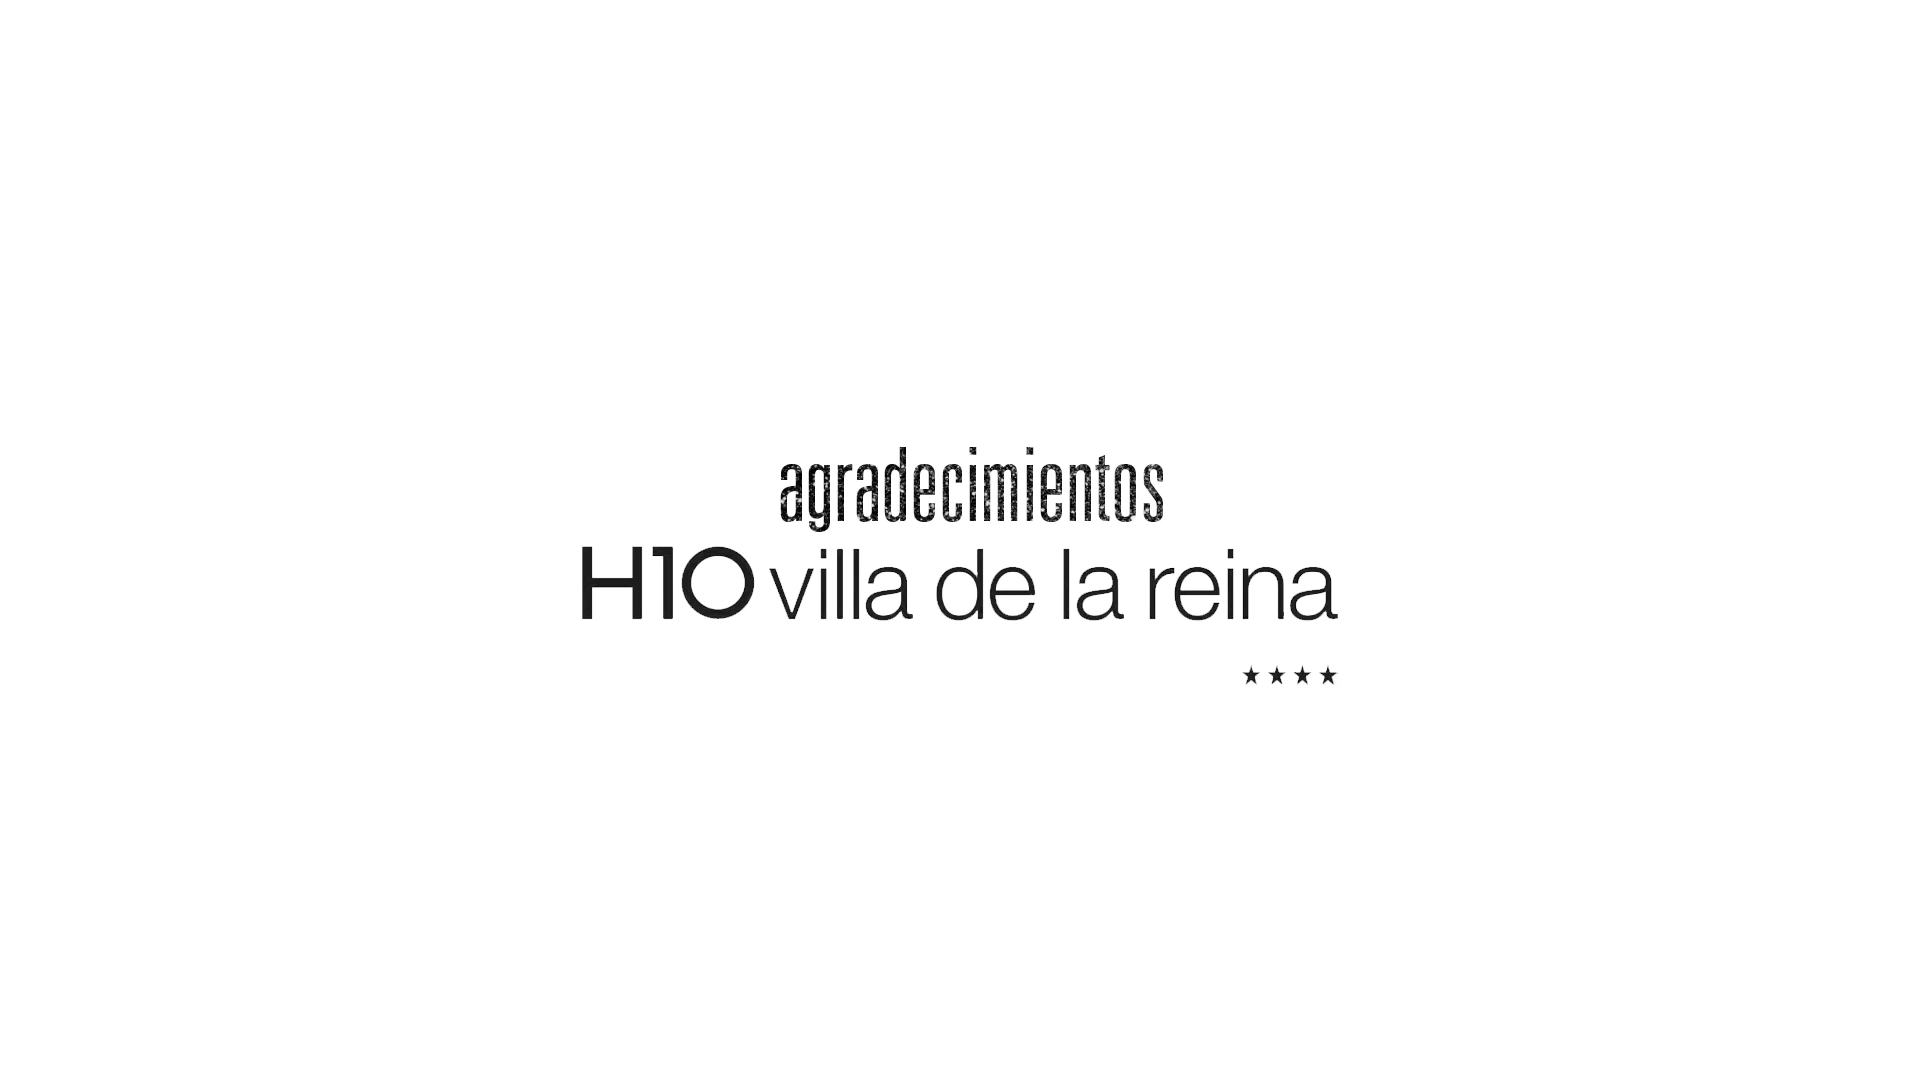 agradecimientos
H10 villa de la reina
★★★★